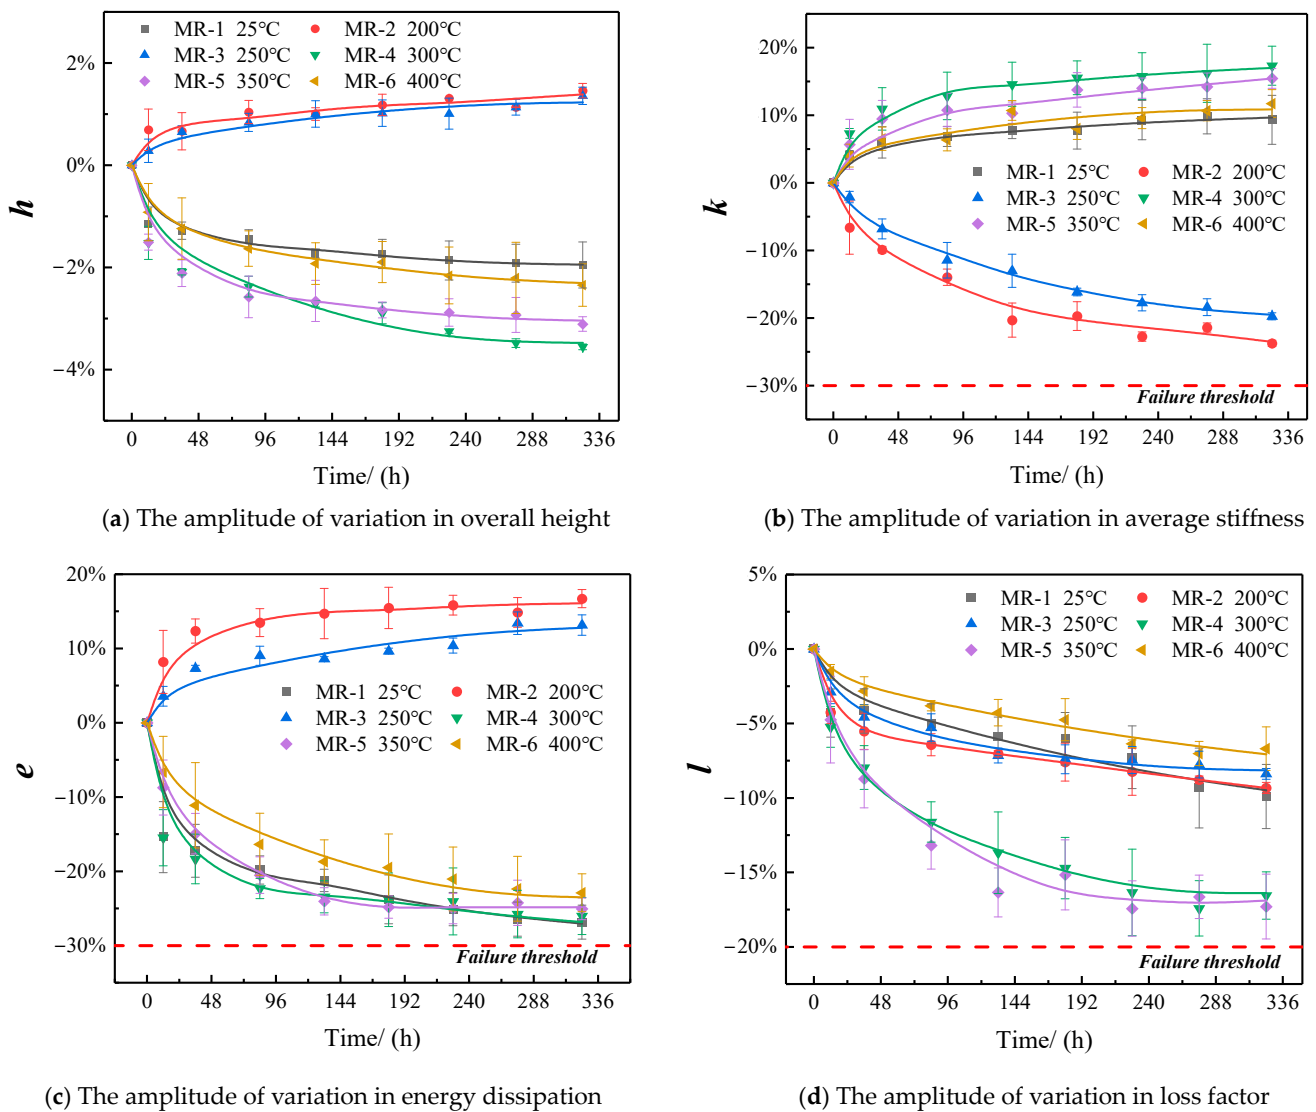 MR-1 25℃ MR-2 200℃
MR-3 250℃ MR-4 300℃
MR-5 350℃ MR-6 400℃
2%
0%
−2%
−4%
h
0 48 96 144 192 240 288 336
Time/ (h)
(a) The amplitude of variation in overall height
20%
10%
0%
−10%
−20%
−30%
k
MR-1 25℃ MR-2 200℃
MR-3 250℃ MR-4 300℃
MR-5 350℃ MR-6 400℃
Failure threshold
0 48 96 144 192 240 288 336
Time/ (h)
(b) The amplitude of variation in average stiffness
20%
10%
0%
−10%
−20%
−30%
e
MR-1 25℃ MR-2 200℃
MR-3 250℃ MR-4 300℃
MR-5 350℃ MR-6 400℃
Failure threshold
0 48 96 144 192 240 288 336
Time/ (h)
(c) The amplitude of variation in energy dissipation
5%
0%
−5%
−10%
−15%
−20%
l
MR-1 25℃ MR-2 200℃
MR-3 250℃ MR-4 300℃
MR-5 350℃ MR-6 400℃
Failure threshold
0 48 96 144 192 240 288 336
Time/ (h)
(d) The amplitude of variation in loss factor